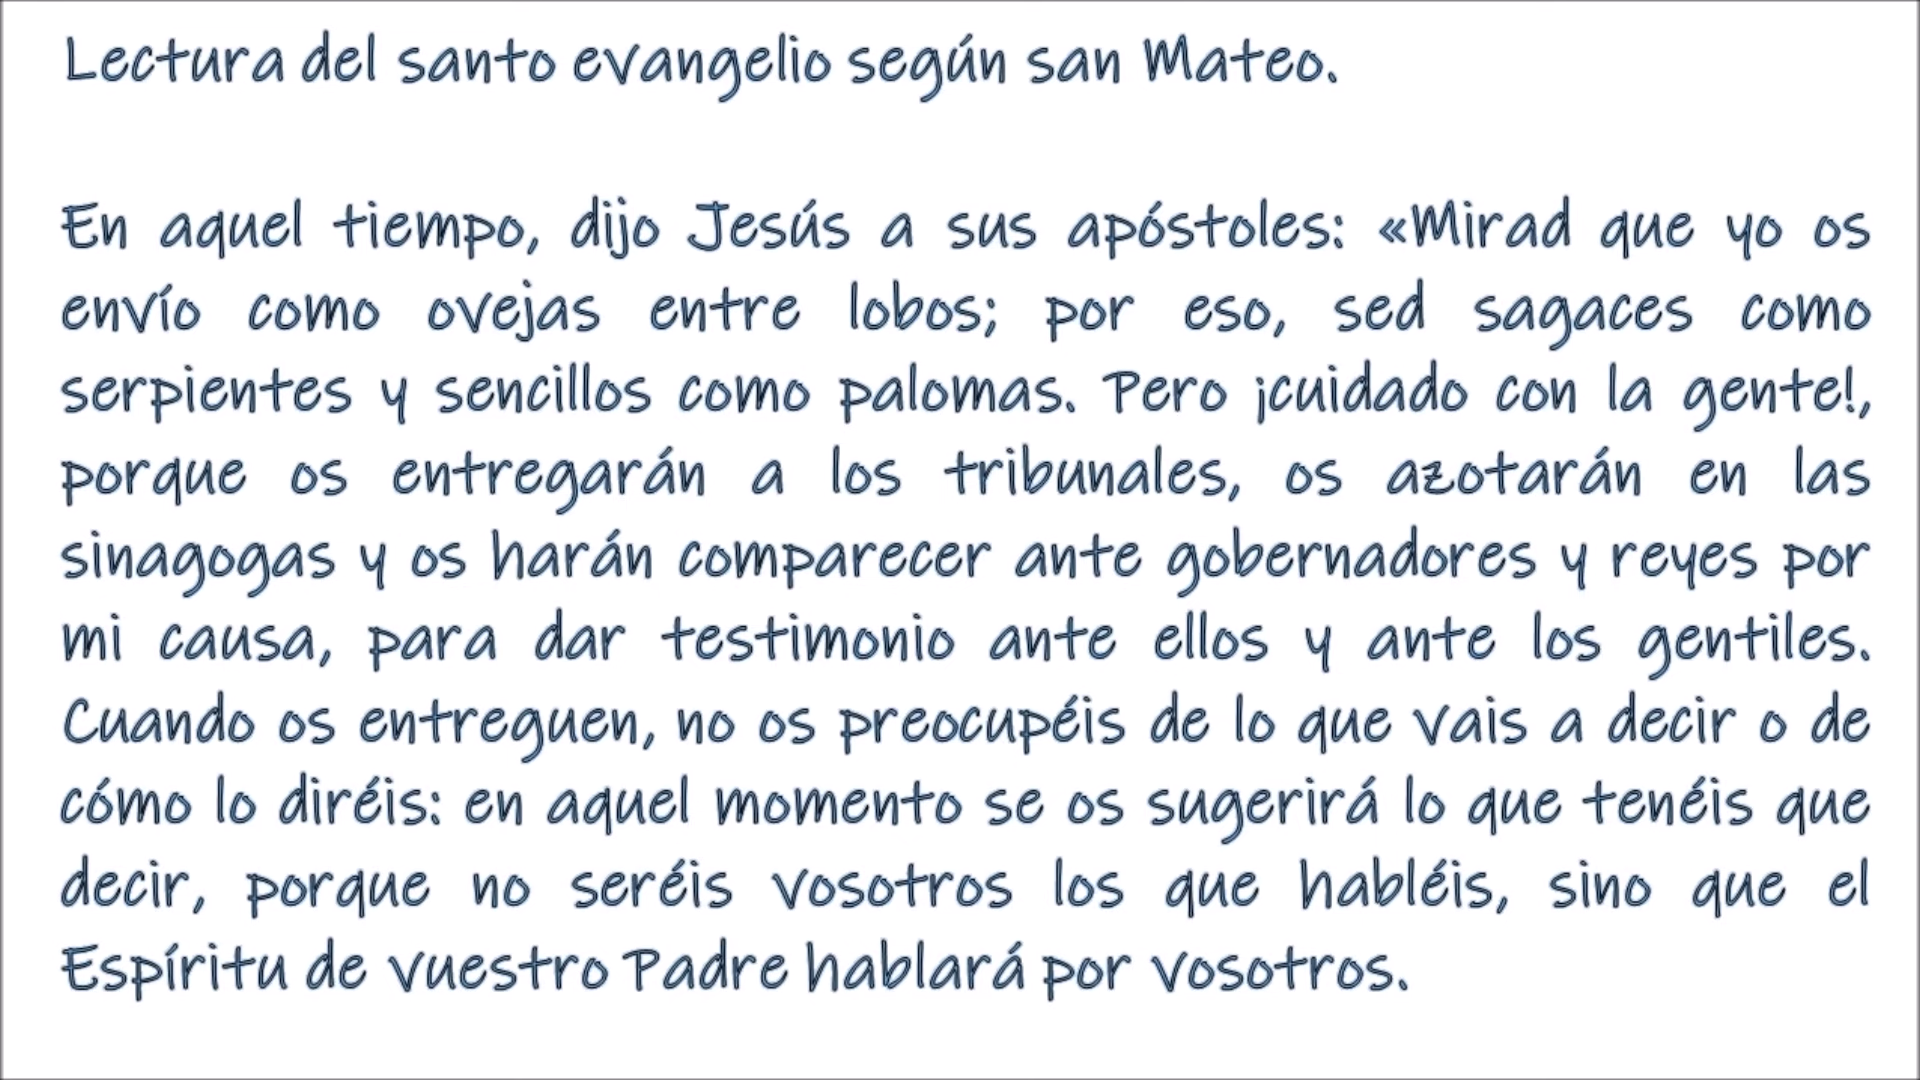 Lectura del santo evangelio según san Mateo.
En aquel tiempo, dijo Jesús a sus apóstoles: «Mirad que yo os
envío como ovejas entre lobos; por eso, sed sagaces como
serpientes y sencillos como palomas. Pero ¡cuidado con la gente!,
porque os entregarán a los tribunales, os azotarán en las
sinagogas y os harán comparecer ante gobernadores y reyes por
mi causa, para dar testimonio ante ellos y ante los gentiles.
Cuando os entreguen, no os preocupéis de lo que vais a decir o de
cómo lo diréis: en aquel momento se os sugerirá lo que tenéis que
decir, porque no seréis vosotros los que habléis, sino que el
Espíritu de vuestro Padre hablará por vosotros.